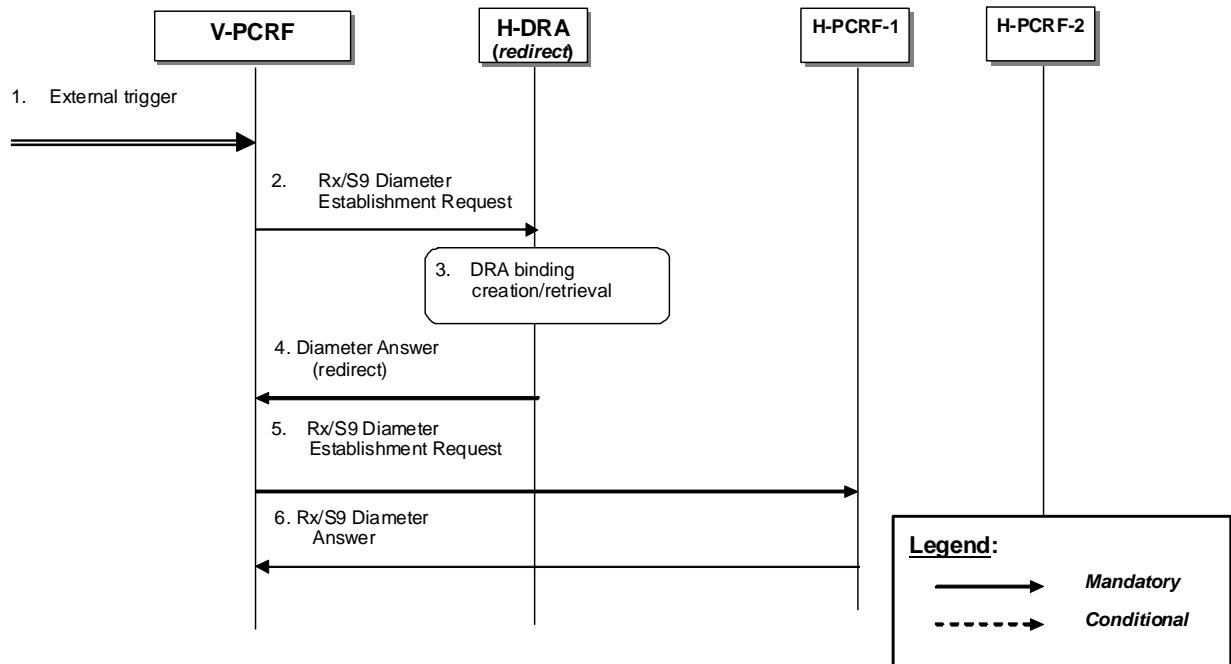 V-PCRF
H-DRA
(redirect)
H-PCRF-1
H-PCRF-2
1. External trigger
2. Rx/S9 Diameter
Establishment Request
3. DRA binding
creation/retrieval
4. Diameter Answer
(redirect)
5. Rx/S9 Diameter
Establishment Request
6. Rx/S9 Diameter
Answer
Legend:
Mandatory
Conditional